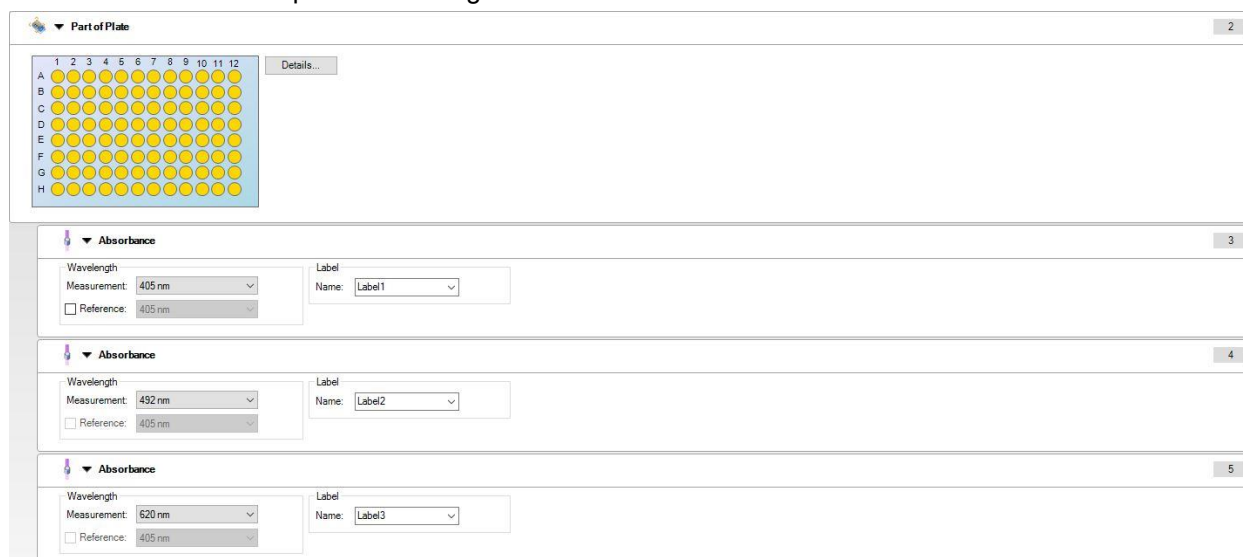 Part of Plate
2
1 2 3 4 5 6 7 8 9 10 11 12
Details...
A
B
C
D
E
F
G
H
Absorbance
3
Wavelength
Label
Measurement: 405 nm
Name: Label1
Reference: 405 nm
Absorbance
4
Wavelength
Label
Measurement: 492 nm
Name: Label2
Reference: 405 nm
Absorbance
5
Wavelength
Label
Measurement: 620 nm
Name: Label3
Reference: 405 nm